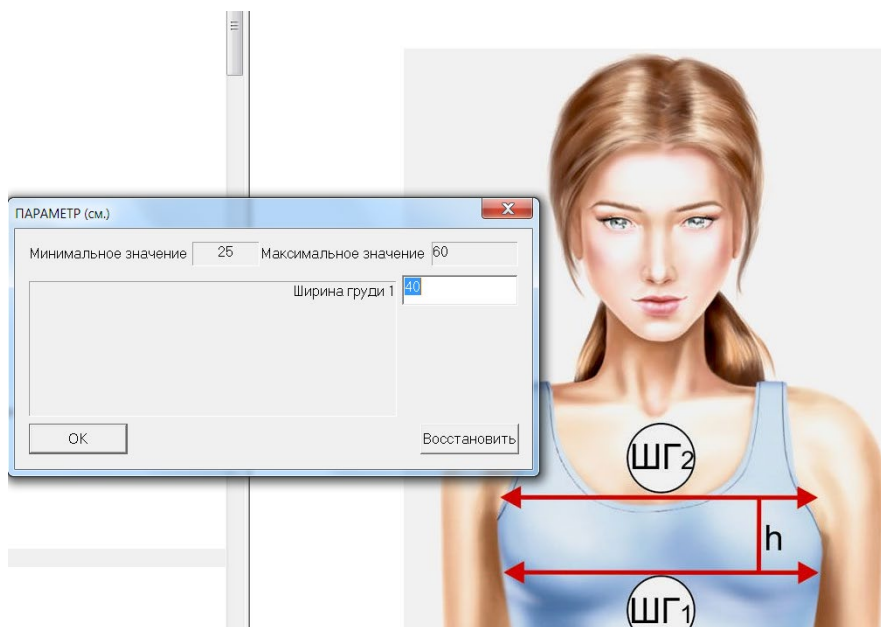 ПАРАМЕТР (см.)
Минимальное значение 25 Максимальное значение 60
Ширина груди 1 40
OK Восстановить
ШГ2
h
ШГ1